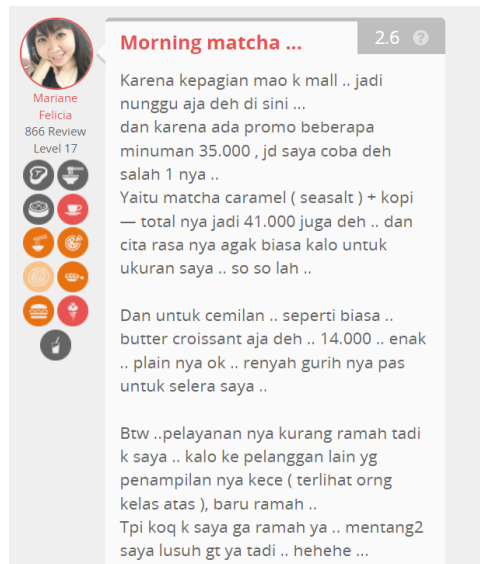 Morning matcha ...
2.6
Mariane
Felicia
866 Review
Level 17
Karena kepagian mao k mall .. jadi
nunggu aja deh di sini ...
dan karena ada promo beberapa
minuman 35.000 , jd saya coba deh
salah 1 nya ..
Yaitu matcha caramel ( seasalt ) + kopi
— total nya jadi 41.000 juga deh .. dan
cita rasa nya agak biasa kalo untuk
ukuran saya .. so so lah ..
Dan untuk cemilan .. seperti biasa ..
butter croissant aja deh .. 14.000 .. enak
.. plain nya ok .. renyah gurih nya pas
untuk selera saya ..
Btw ..pelayanan nya kurang ramah tadi
k saya .. kalo ke pelanggan lain yg
penampilan nya kece ( terlihat orng
kelas atas ), baru ramah ..
Tpi koq k saya ga ramah ya .. mentang2
saya lusuh gt ya tadi .. hehehe ...